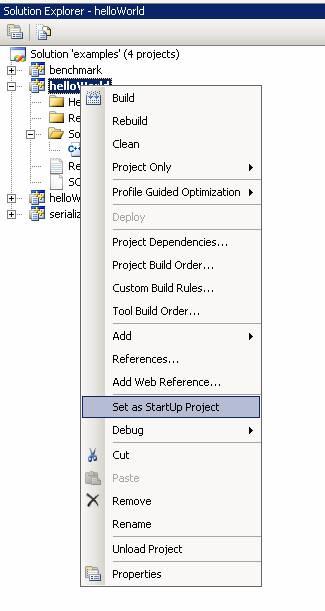 Solution Explorer - helloWorld
Solution 'examples' (4 projects)
benchmark
helloWorld
He
Re
So
C++
Re
SC
helloW
serializ
Build
Rebuild
Clean
Project Only
Profile Guided Optimization
Deploy
Project Dependencies...
Project Build Order...
Custom Build Rules...
Tool Build Order...
Add
References...
Add Web Reference...
Set as StartUp Project
Debug
Cut
Paste
Remove
Rename
Unload Project
Properties